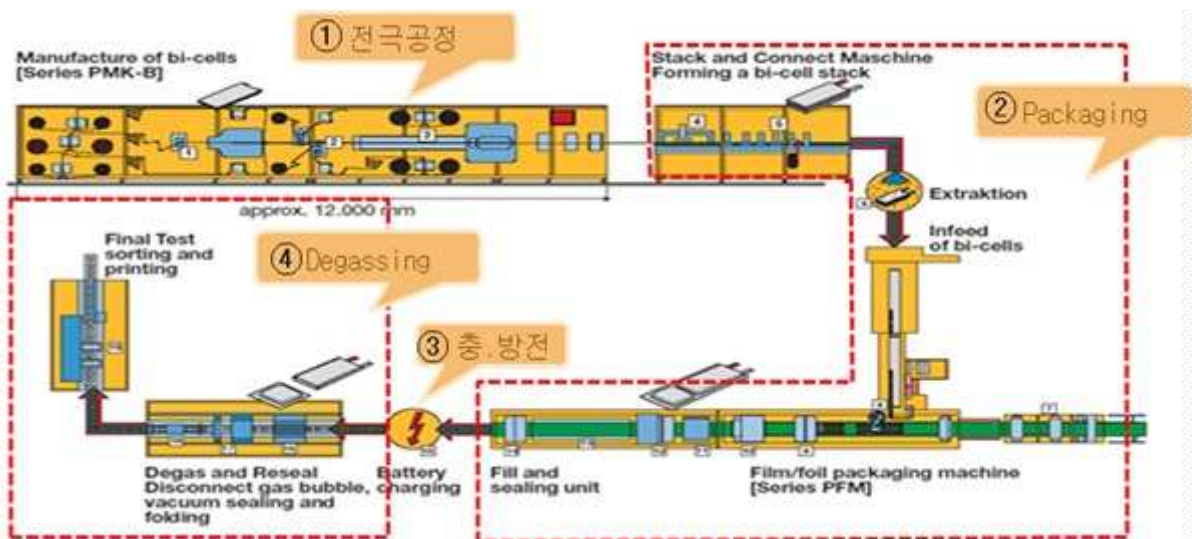 ① 전극공정
Manufacture of bi-cells
[Series PMK-B]
Stack and Connect Maschine
Forming a bi-cell stack
② Packaging
approx. 12.000 mm
Extraktion
Infeed
of bi-cells
Final Test
sorting and
printing
④ Degassing
③충.방전
Degas and Reseal
Disconnect gas bubble,
vacuum sealing and
folding
Battery
charging
Fill and
sealing unit
Film/foil packaging machine
[Series PFM]